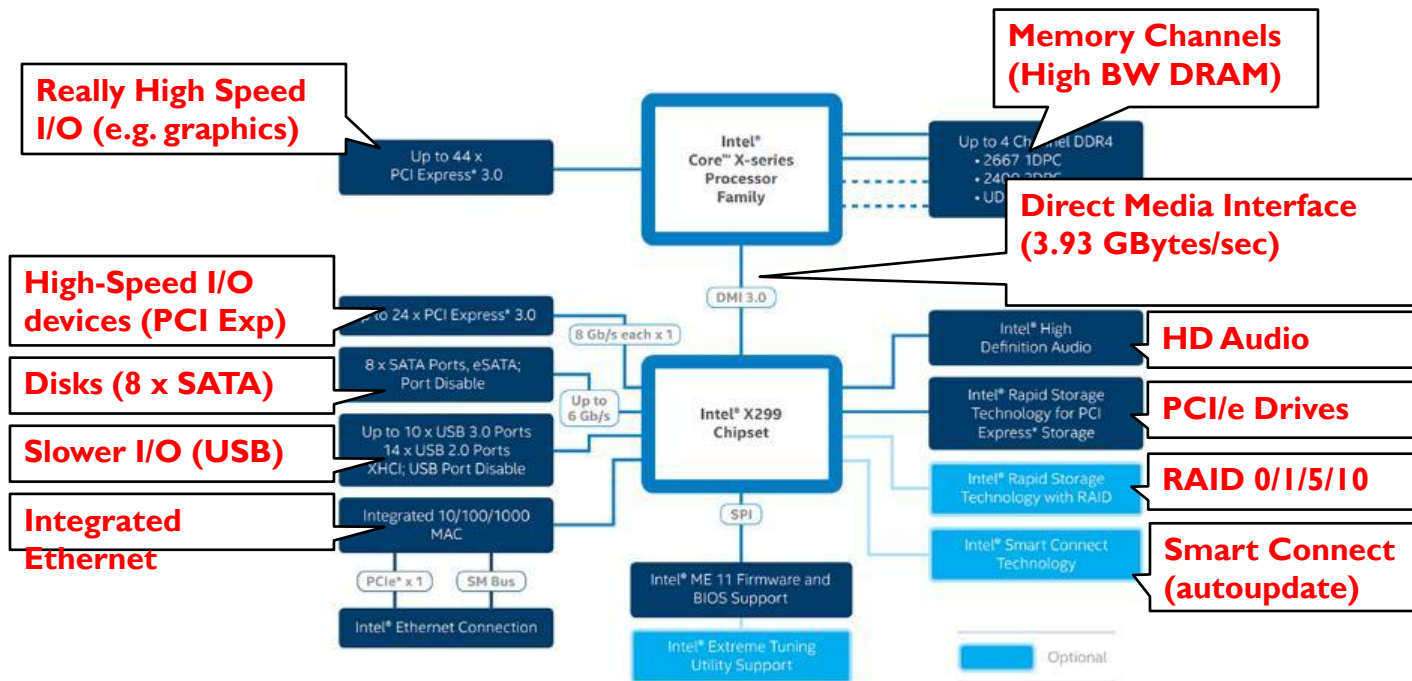 Memory Channels
(High BW DRAM)
Really High Speed
I/O (e.g. graphics)
Up to 44 x
PCI Express* 3.0
Intel®
Core™ X-series
Processor
Family
Up to 4 Channel DDR4
• 2667 1DPC
• 2400 2DPC
• UD
Direct Media Interface
(3.93 GBytes/sec)
DMI 3.0
High-Speed I/O
devices (PCI Exp)
to 24 x PCI Express* 3.0
8 Gb/s each x 1
Disks (8 x SATA)
8 x SATA Ports, eSATA;
Port Disable
Up to
6 Gb/s
Slower I/O (USB)
Up to 10 x USB 3.0 Ports
14 x USB 2.0 Ports
XHCI; USB Port Disable
Integrated
Ethernet
Integrated 10/100/1000
MAC
PCIe* x 1
SM Bus
Intel® Ethernet Connection
Intel® X299
Chipset
SPI
Intel® ME 11 Firmware and
BIOS Support
Intel® Extreme Tuning
Utility Support
Intel® High
Definition Audio
HD Audio
Intel® Rapid Storage
Technology for PCI
Express* Storage
PCI/e Drives
Intel® Rapid Storage
Technology with RAID
RAID 0/1/5/10
Intel® Smart Connect
Technology
Smart Connect
(autoupdate)
Optional